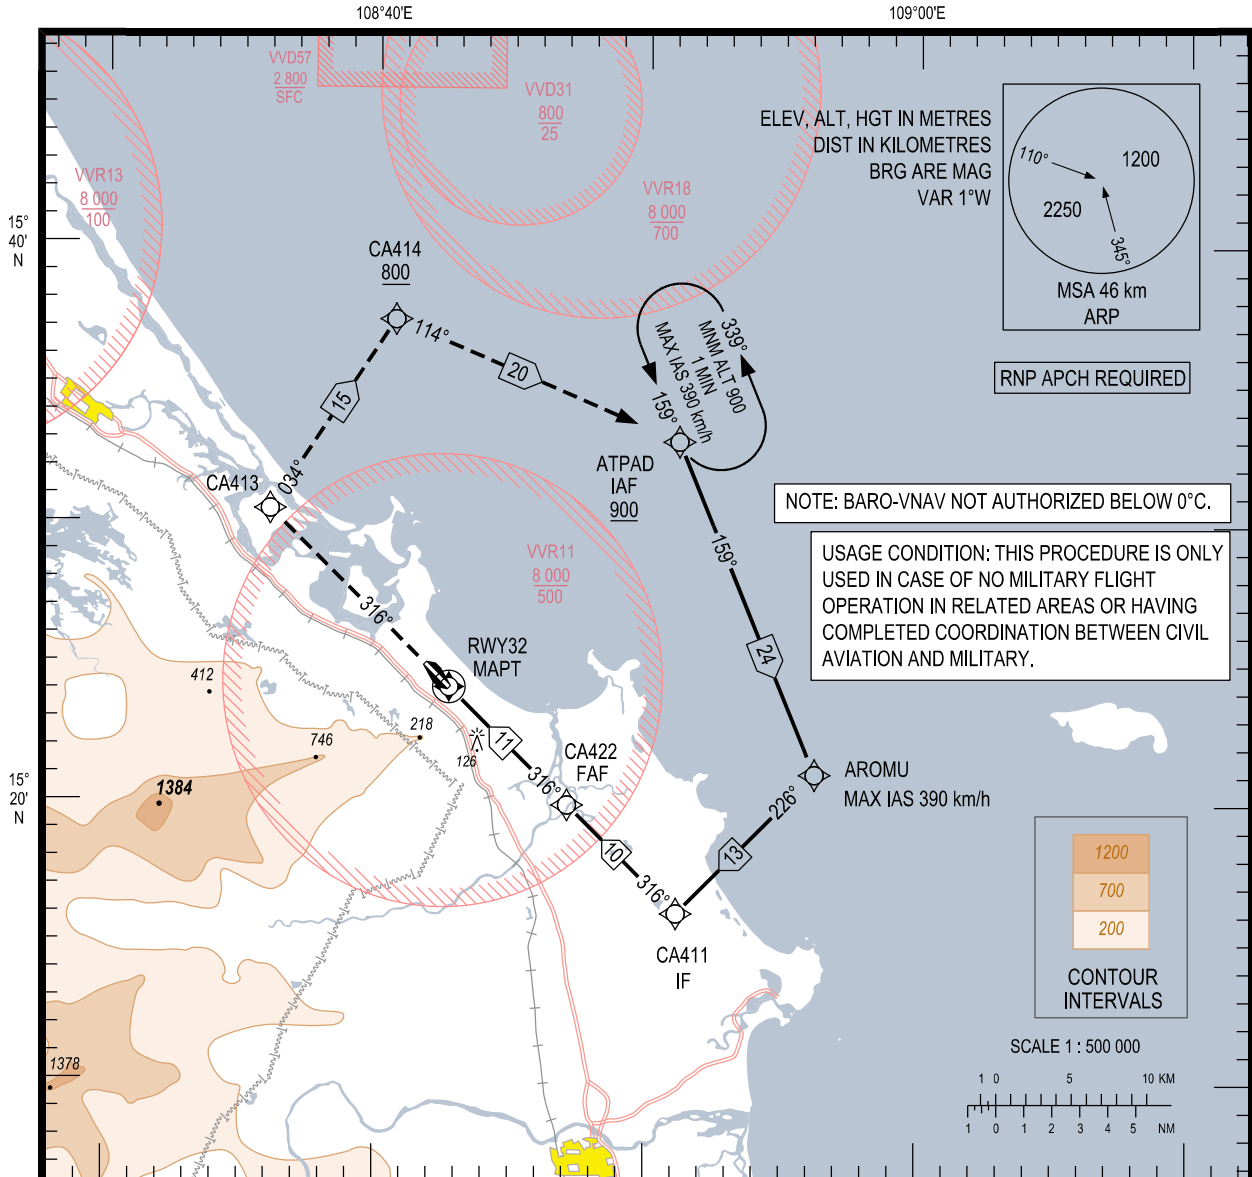 108°40'E
109°00'E
VVD57
2 800
SFC
VVD31
800
25
ELEV, ALT, HGT IN METRES
DIST IN KILOMETRES
BRG ARE MAG
VAR 1°W
110°
1200
2250
345°
MSA 46 km
ARP
VVR13
8 000
100
VVR18
8 000
700
15°
40'
N
CA414
800
114°
20
15
034°
339°
MNM ALT 900
1 MIN
MAX IAS 390 km/h
159°
RNP APCH REQUIRED
ATPAD
IAF
900
CA413
NOTE: BARO-VNAV NOT AUTHORIZED BELOW 0°C.
VVR11
8 000
500
159°
USAGE CONDITION: THIS PROCEDURE IS ONLY
USED IN CASE OF NO MILITARY FLIGHT
OPERATION IN RELATED AREAS OR HAVING
COMPLETED COORDINATION BETWEEN CIVIL
AVIATION AND MILITARY.
316°
RWY32
MAPT
24
412
218
746
126
11
CA422
FAF
316°
1384
15°
20'
N
AROMU
MAX IAS 390 km/h
226°
13
10
316°
CA411
IF
1200
700
200
CONTOUR
INTERVALS
1378
SCALE 1 : 500 000
1 0 5 10 KM
1 0 1 2 3 4 5 NM